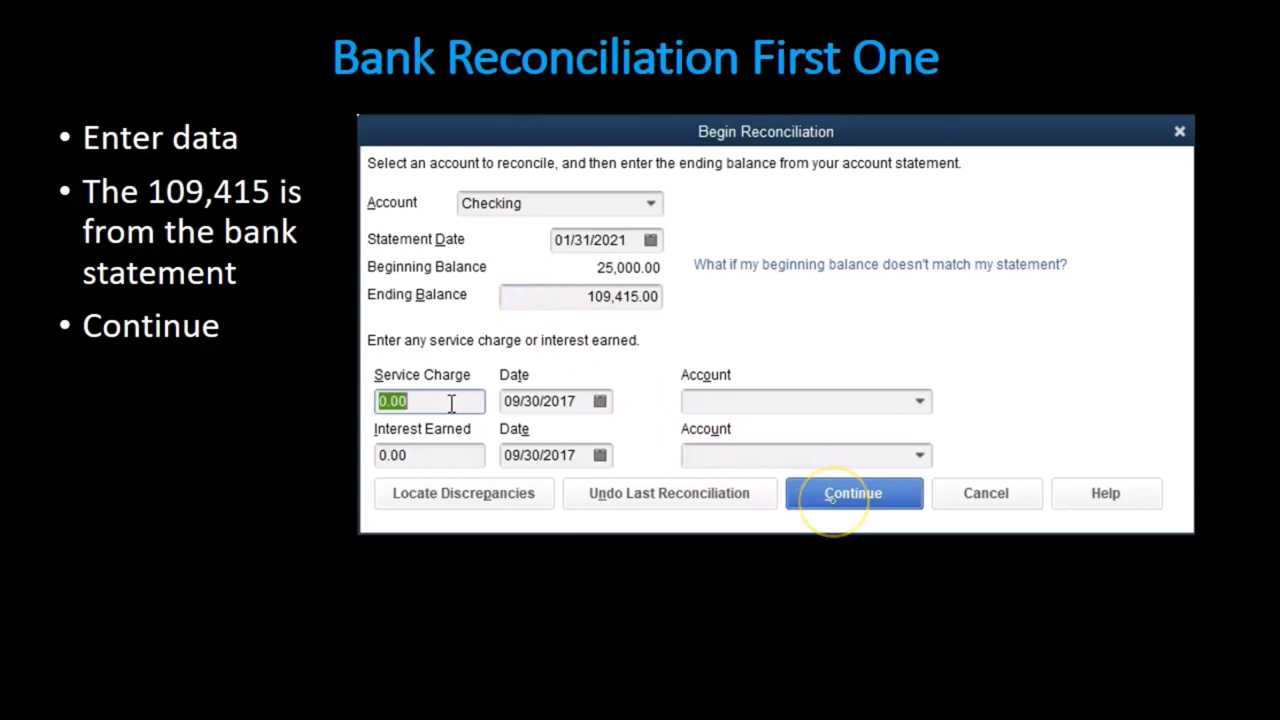 Bank Reconciliation First One
• Enter data
• The 109,415 is
from the bank
statement
• Continue
Begin Reconciliation
Select an account to reconcile, and then enter the ending balance from your account statement.
Account Checking
Statement Date 01/31/2021
Beginning Balance 25,000.00 What if my beginning balance doesn't match my statement?
Ending Balance 109,415.00
Enter any service charge or interest earned.
Service Charge Date Account
0.00 09/30/2017
Interest Earned Date Account
0.00 09/30/2017
Locate Discrepancies Undo Last Reconciliation Continue Cancel Help